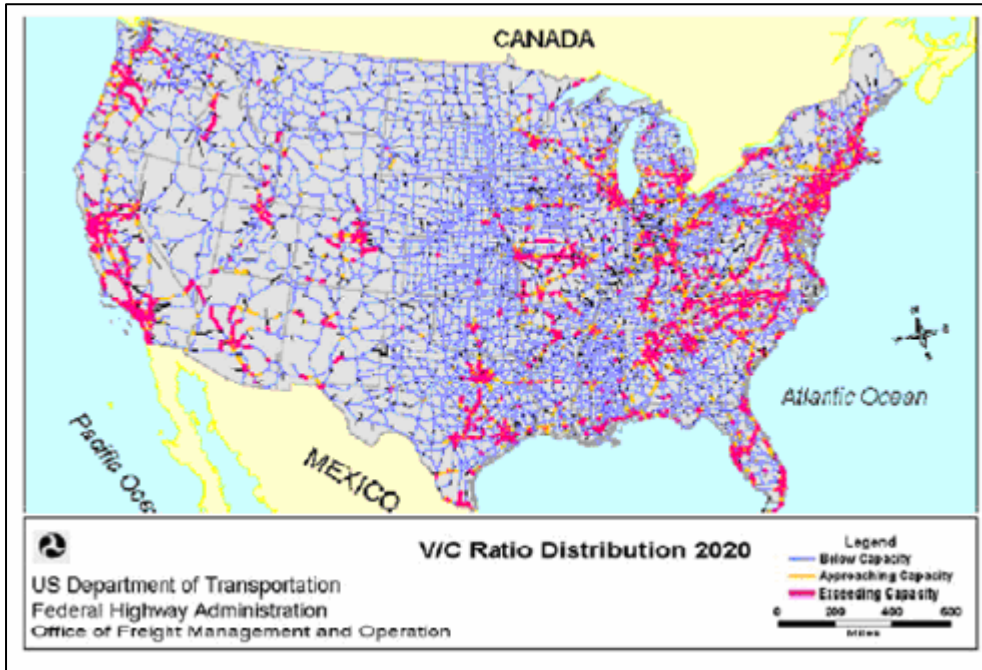 CANADA
Atlantic Ocean
Pacific Oce
MEXICO
V/C Ratio Distribution 2020
US Department of Transportation
Federal Highway Administration
Office of Freight Management and Operation
Legend
Below Capacity
Approaching Capacity
Exceeding Capacity
0 200 400 600
Miles